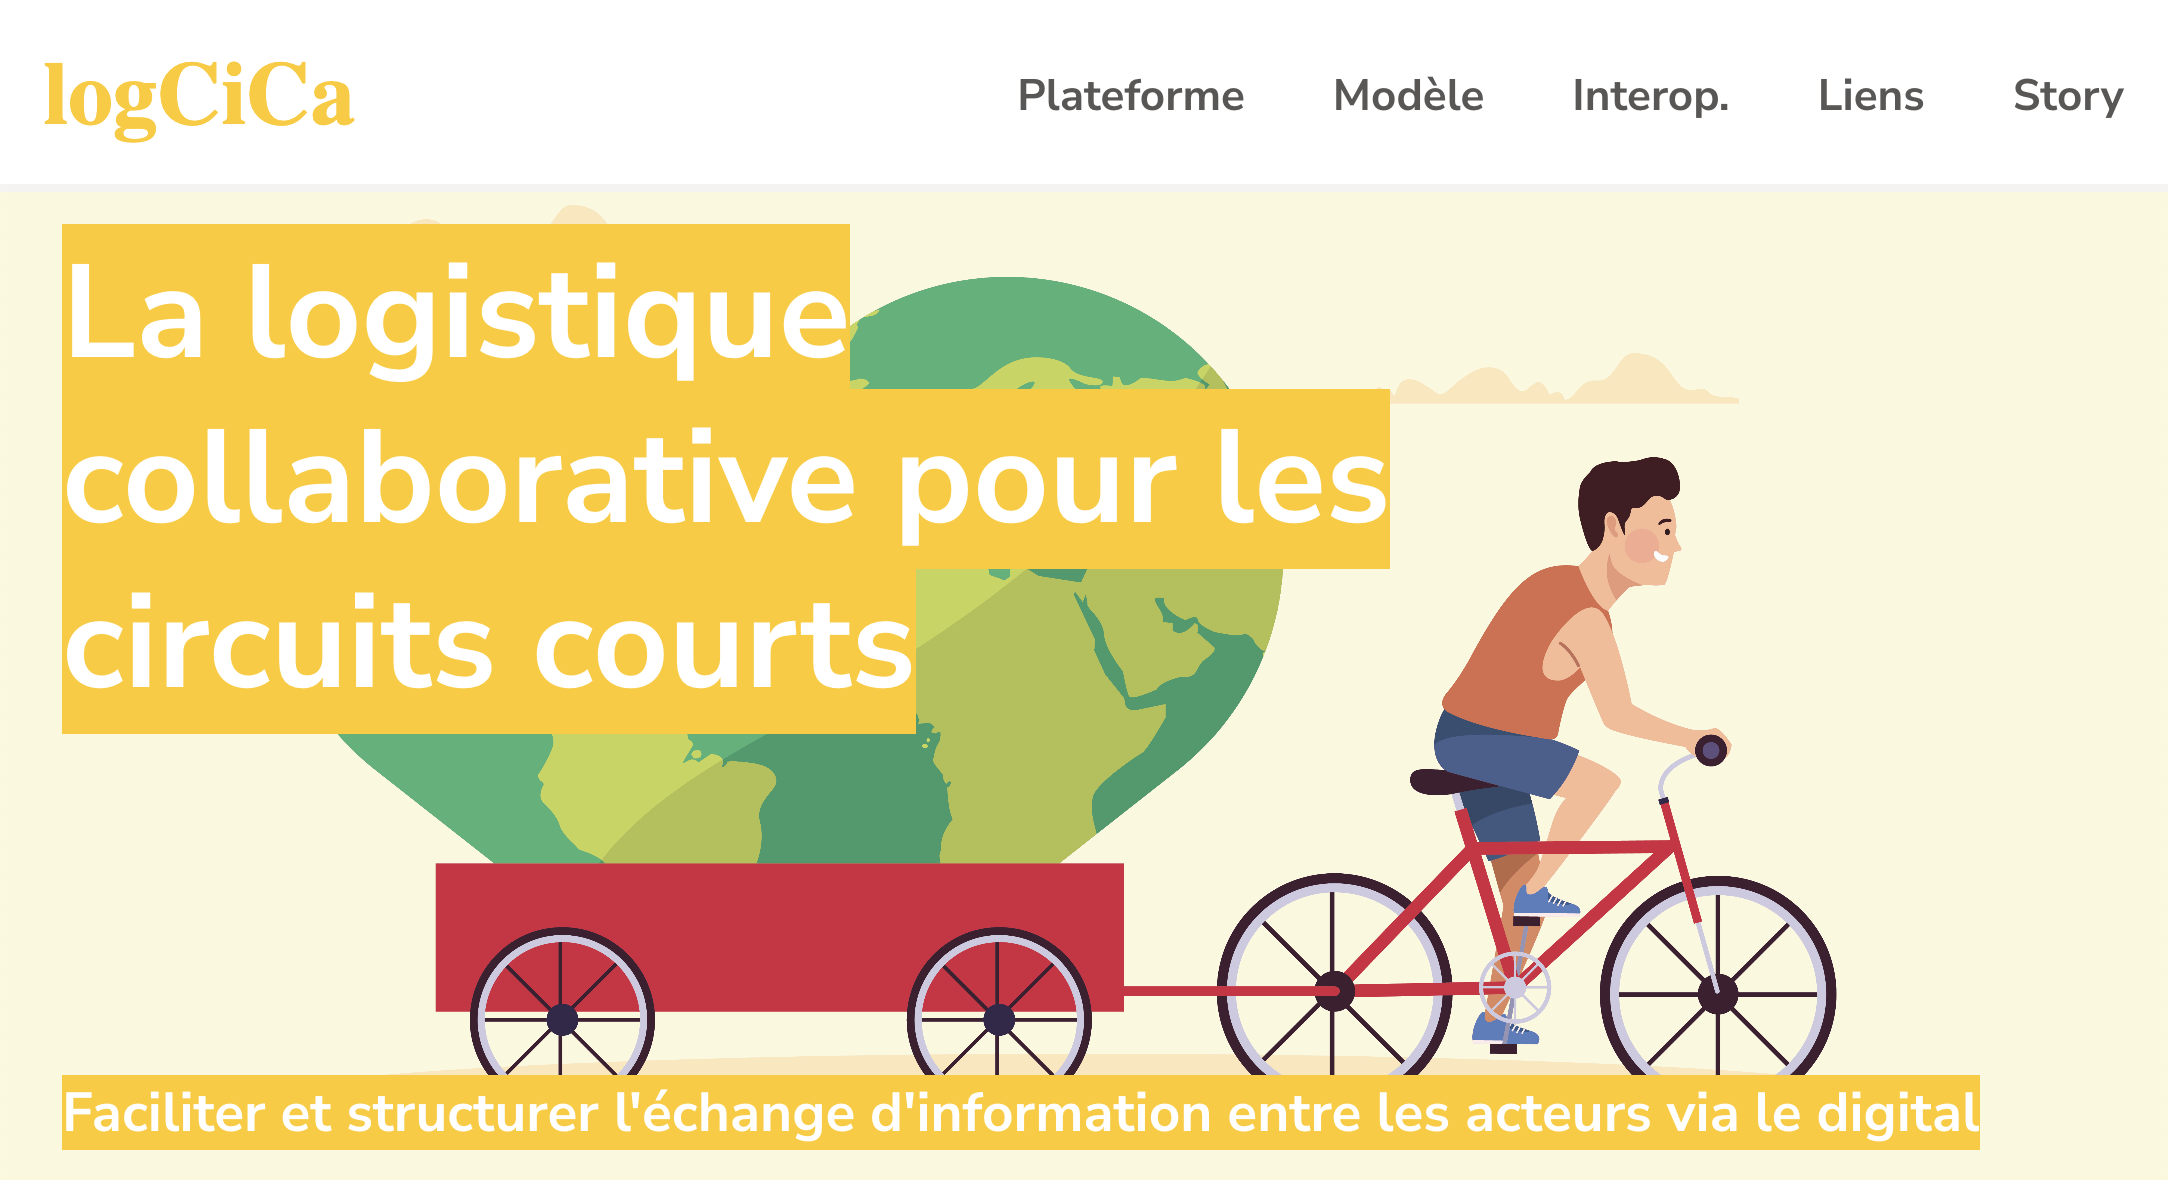 logCiCa
Plateforme Modèle Interop. Liens Story
La logistique
collaborative pour les
circuits courts
Faciliter et structurer l'échange d'information entre les acteurs via le digital